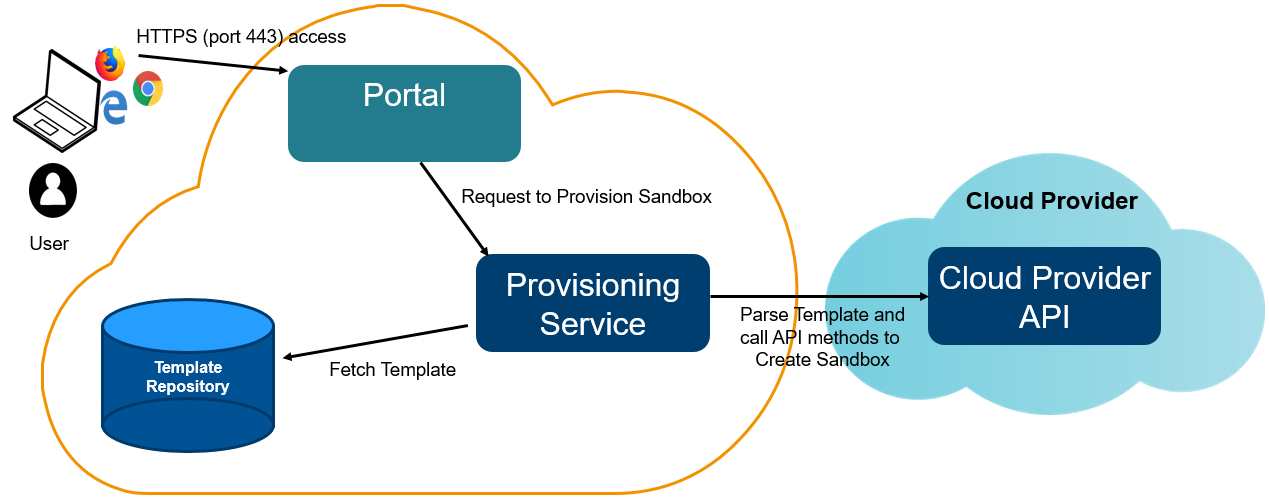 HTTPS (port 443) access
Portal
User
Request to Provision Sandbox
Cloud Provider
Provisioning
Service
Cloud Provider
API
Parse Template and
call API methods to
Create Sandbox
Template
Repository
Fetch Template